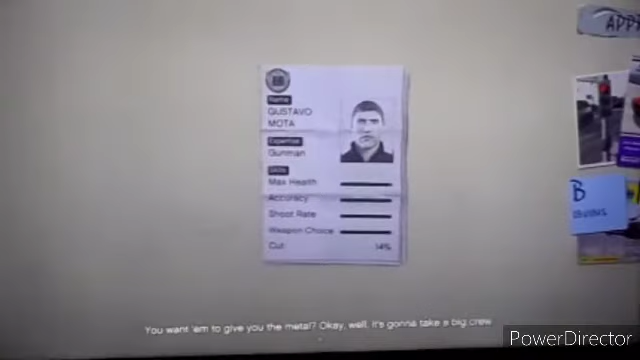 APP
Name
GUSTAVO
MOTA
Expertise
Gunman
Skills
Max Health
Accuracy
Shoot Rate
Weapon Choice
Cut 14%
B
You want 'em to give you the metal? Okay, well, it's gonna take a big crew
PowerDirector